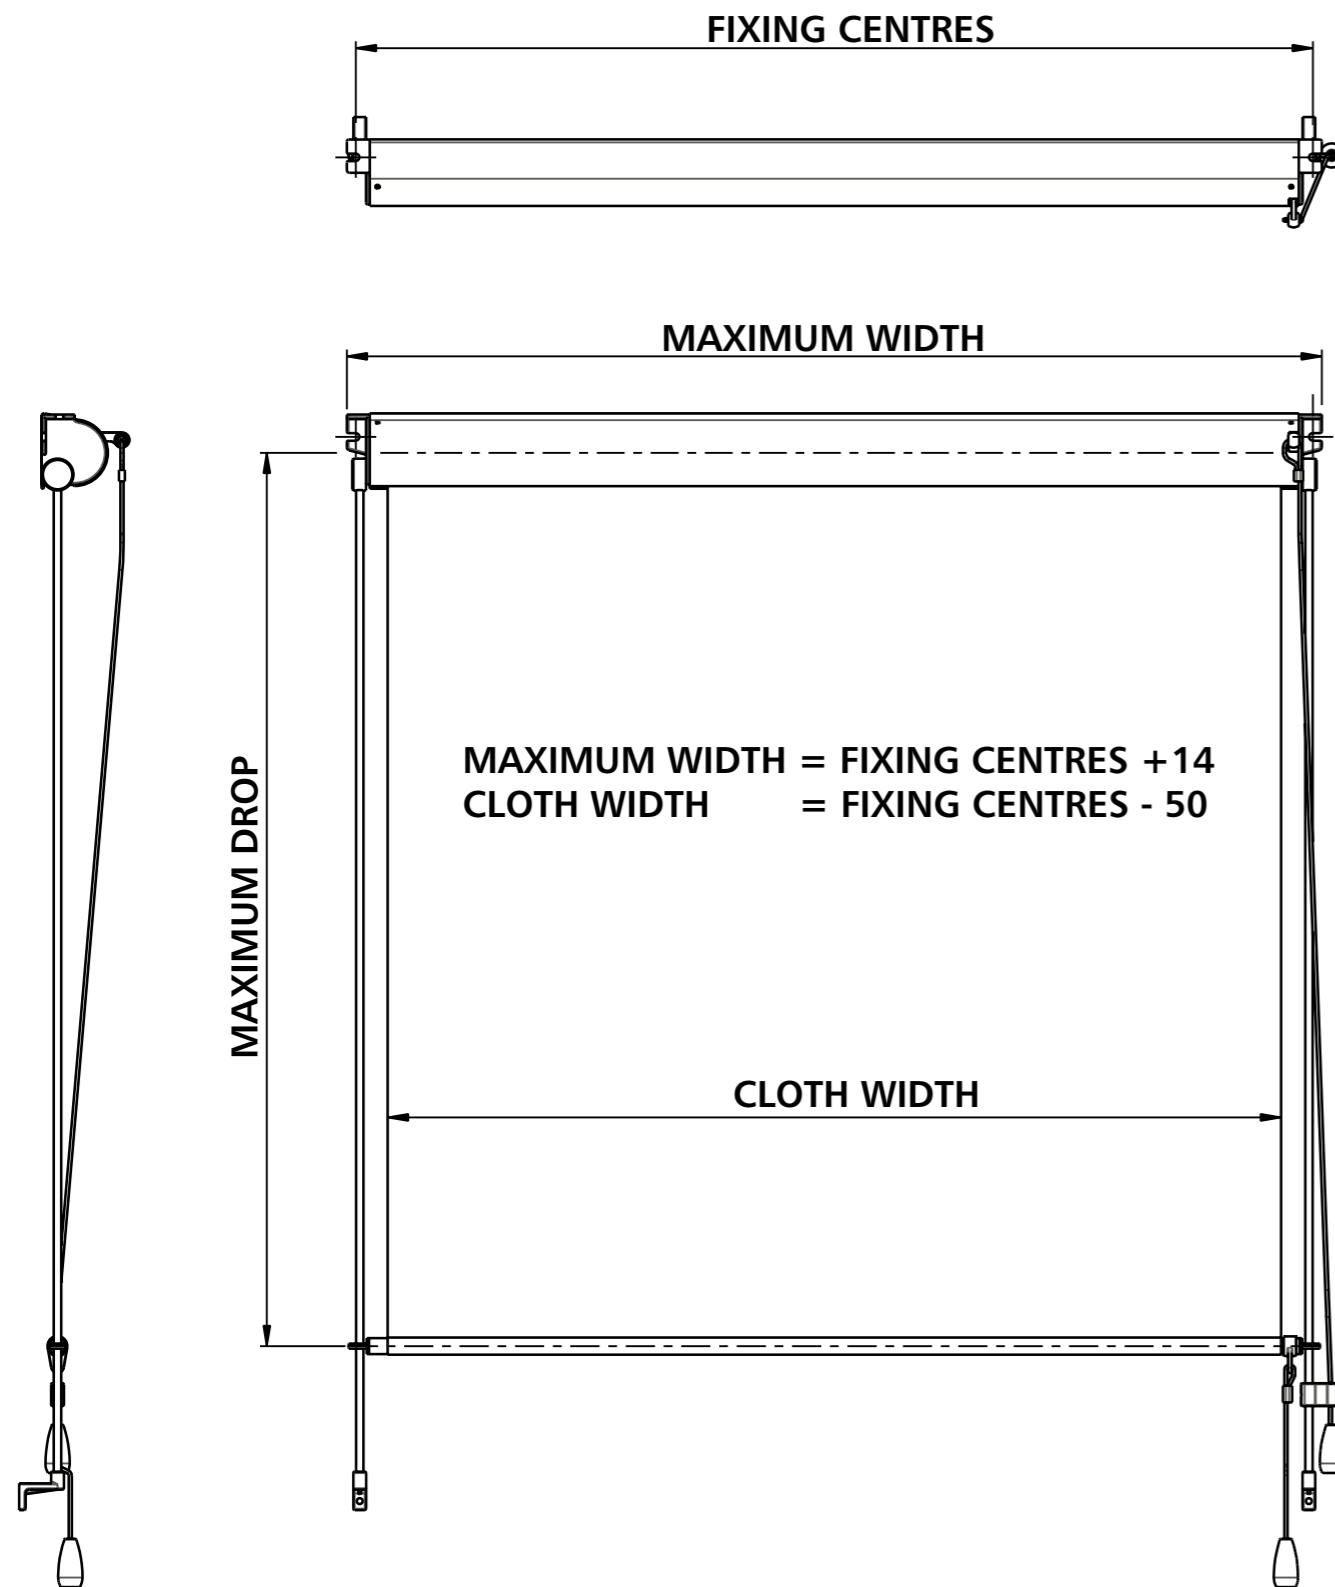 FIXING CENTRES
MAXIMUM WIDTH
MAXIMUM WIDTH = FIXING CENTRES +14
CLOTH WIDTH = FIXING CENTRES - 50
MAXIMUM DROP
CLOTH WIDTH